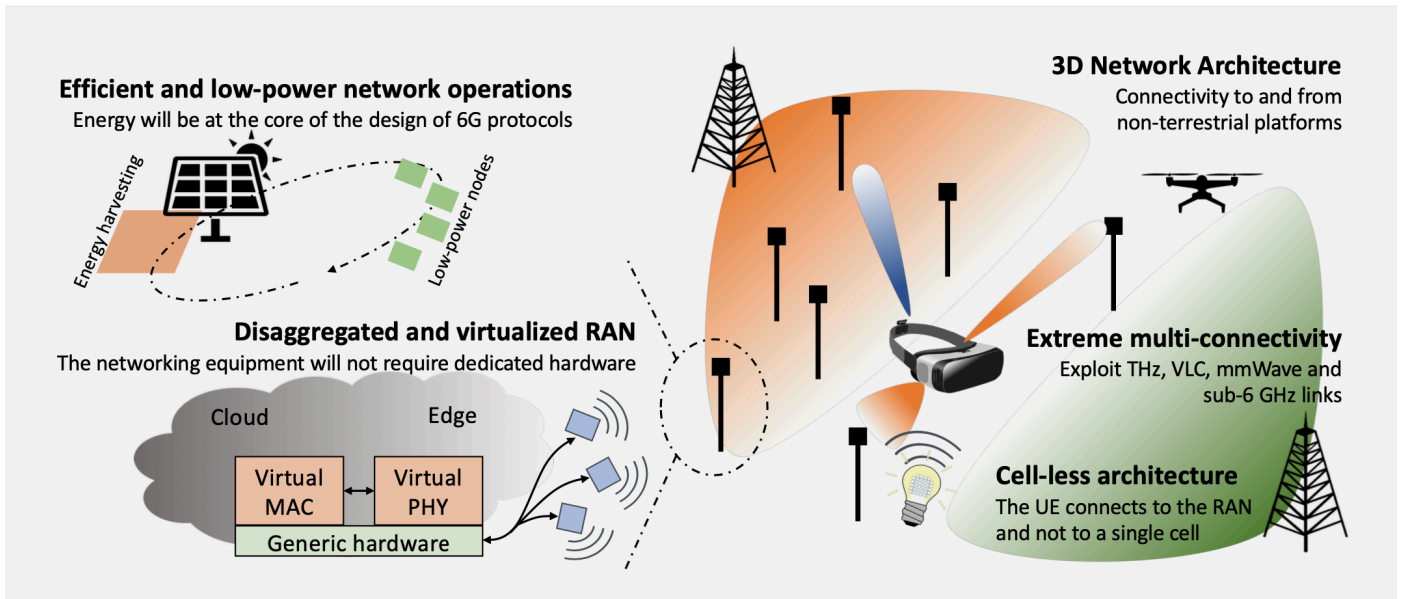 Efficient and low-power network operations
Energy will be at the core of the design of 6G protocols
Energy harvesting
Low-power nodes
Disaggregated and virtualized RAN
The networking equipment will not require dedicated hardware
Cloud
Edge
Virtual
MAC
Virtual
PHY
Generic hardware
3D Network Architecture
Connectivity to and from
non-terrestrial platforms
Extreme multi-connectivity
Exploit THz, VLC, mmWave and
sub-6 GHz links
Cell-less architecture
The UE connects to the RAN
and not to a single cell